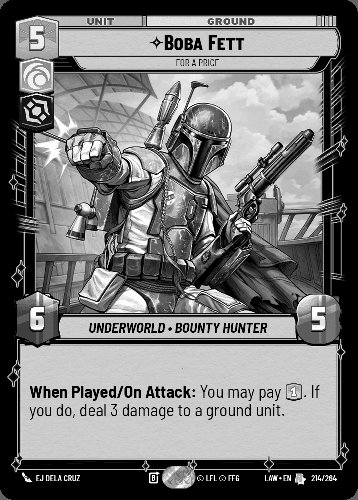 UNIT
GROUND
5
Boba Fett
FOR A PRICE
6
5
UNDERWORLD • BOUNTY HUNTER
When Played/On Attack: You may pay 1. If
you do, deal 3 damage to a ground unit.
EJ DELA CRUZ
© LFL © FFG
LAW • EN
214/264